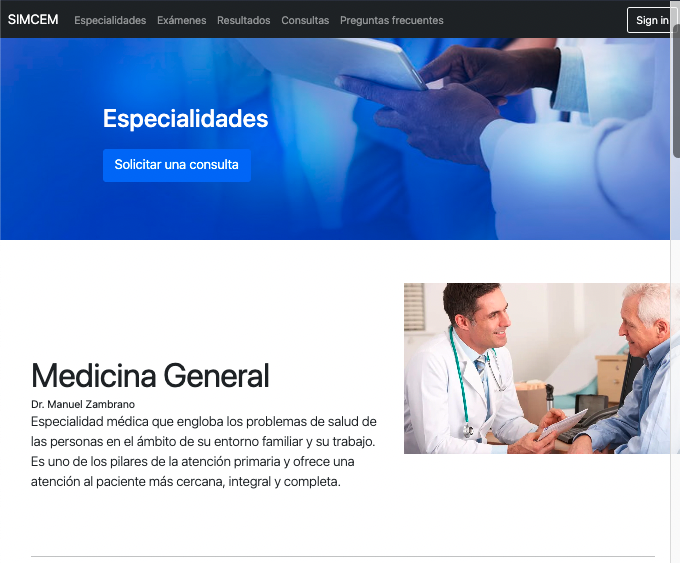 SIMCEM Especialidades Exámenes Resultados Consultas Preguntas frecuentes Sign in
Especialidades
Solicitar una consulta
Medicina General
Dr. Manuel Zambrano
Especialidad médica que engloba los problemas de salud de
las personas en el ámbito de su entorno familiar y su trabajo.
Es uno de los pilares de la atención primaria y ofrece una
atención al paciente más cercana, integral y completa.